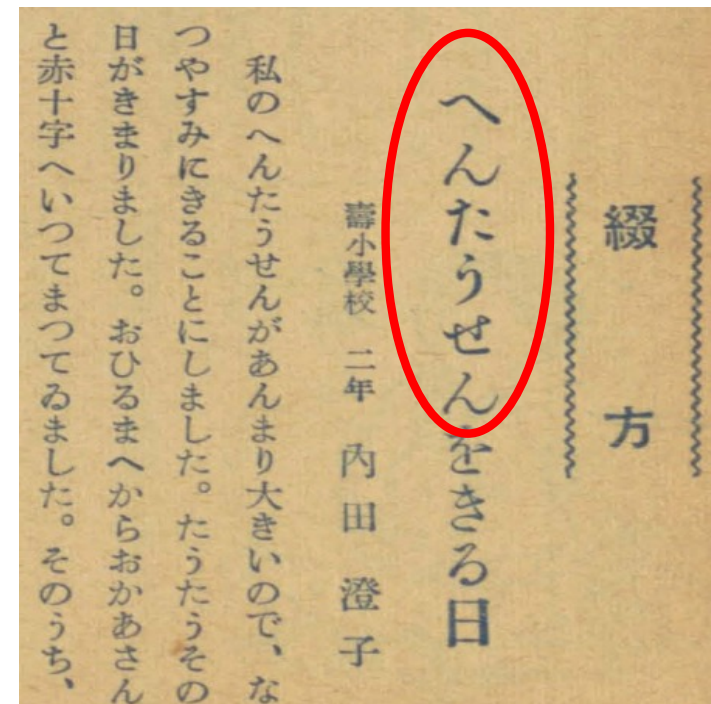 綴方
へんたうせんをきる日
壽小學校 二年 內田澄子
私のへんたうせんがあんまり大きいので、な
つやすみにきることにしました。たうたうその
日がきまりました。おひるまへからおかあさん
と赤十字へいつてまつてゐました。そのうち、